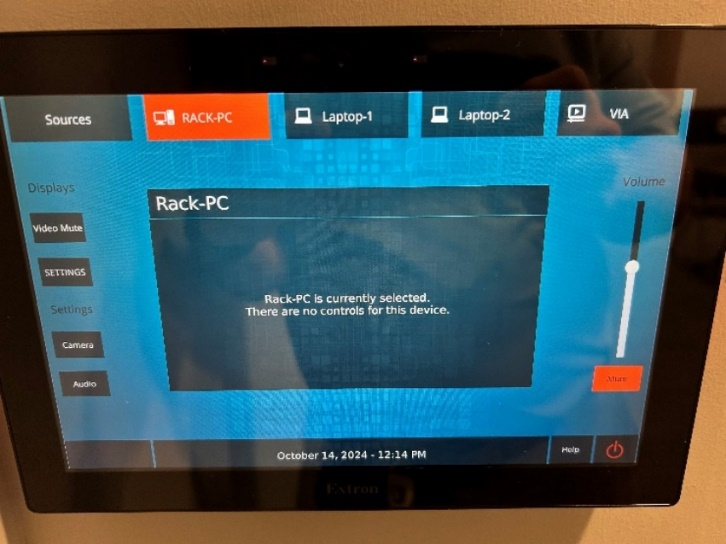 Sources
RACK-PC
Laptop-1
Laptop-2
VIA
Displays
Video Mute
SETTINGS
Settings
Camera
Audio
Rack-PC
Rack-PC is currently selected.
There are no controls for this device.
Volume
Mute
October 14, 2024 - 12:14 PM
Help
Extron